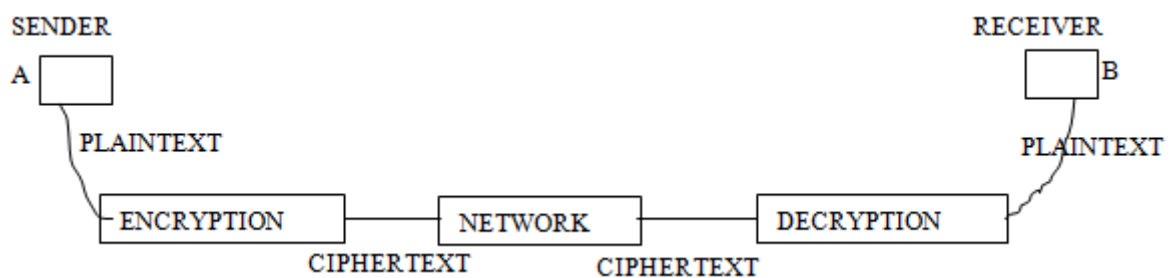 SENDER
RECEIVER
A
B
PLAINTEXT
PLAINTEXT
ENCRYPTION
NETWORK
DECRYPTION
CIPHERTEXT
CIPHERTEXT